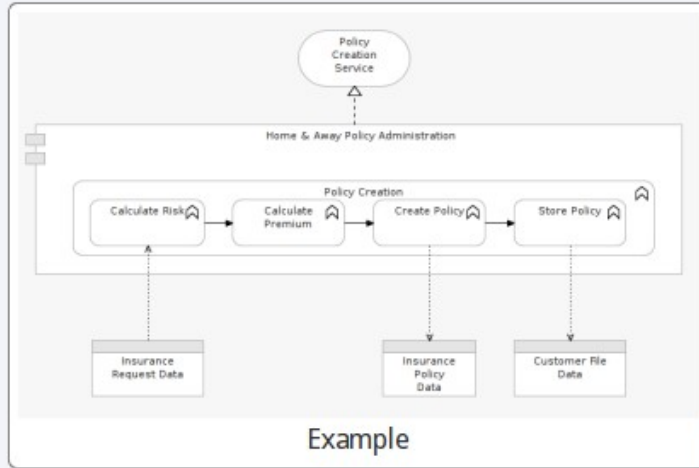 Policy
Creation
Service
Home & Away Policy Administration
Policy Creation
Calculate Risk
Calculate
Premium
Create Policy
Store Policy
Insurance
Request Data
Insurance
Policy
Data
Customer File
Data
Example